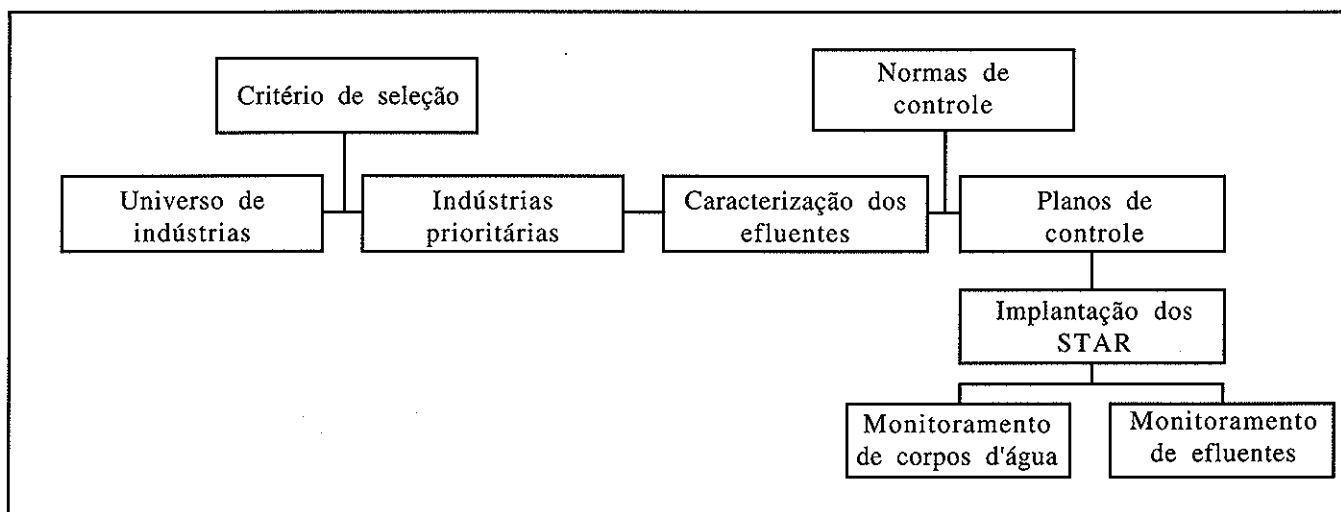 Critério de seleção
Normas de
controle
Universo de
indústrias
Indústrias
prioritárias
Caracterização dos
efluentes
Planos de
controle
Implantação dos
STAR
Monitoramento
de corpos d'água
Monitoramento
de efluentes